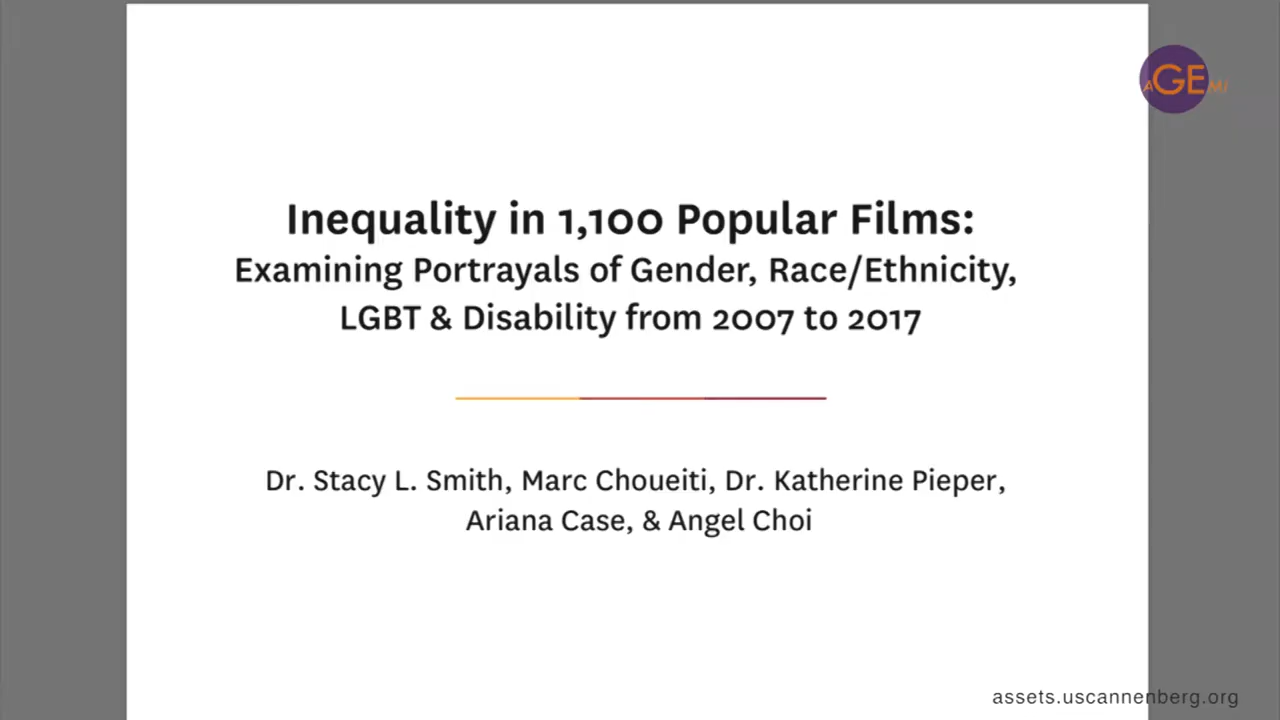 AGEMI
Inequality in 1,100 Popular Films:
Examining Portrayals of Gender, Race/Ethnicity,
LGBT & Disability from 2007 to 2017
Dr. Stacy L. Smith, Marc Choueiti, Dr. Katherine Pieper,
Ariana Case, & Angel Choi
assets.uscannenberg.org